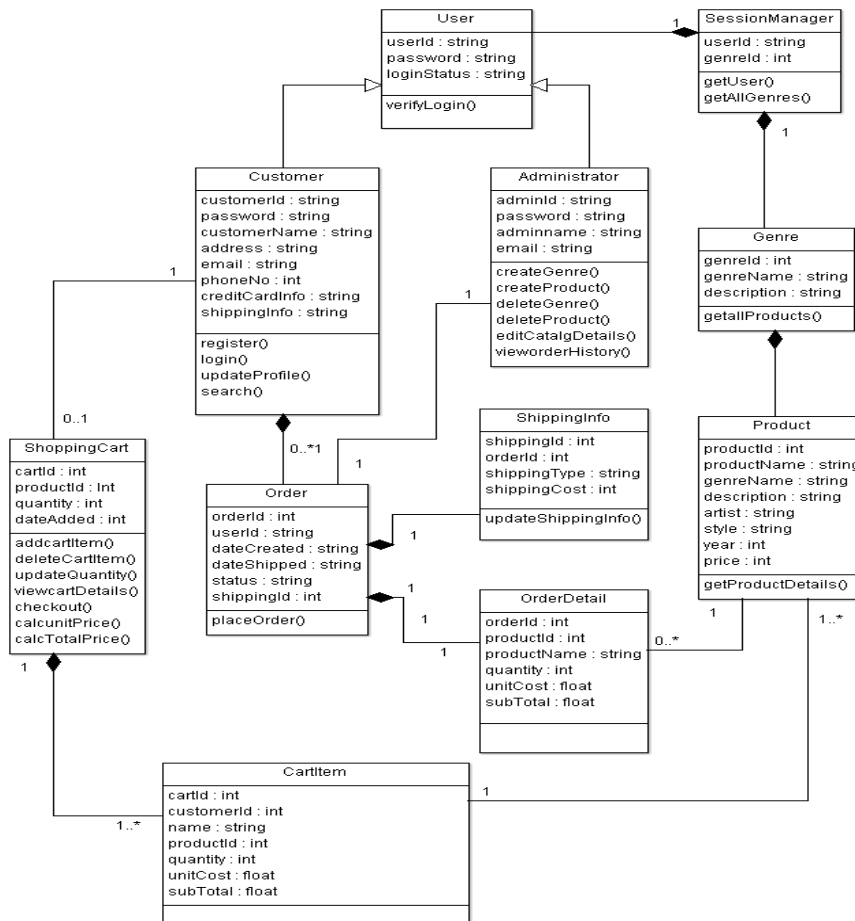 User
userId : string
password : string
loginStatus : string
verifyLogin()
1
SessionManager
userId : string
genreId : int
getUser()
getAllGenres()
1
1
Customer
customerId : string
password : string
customerName : string
address : string
email : string
phoneNo : int
creditCardInfo : string
shippingInfo : string
register()
login()
updateProfile()
search()
Administrator
adminId : string
password : string
adminname : string
email : string
createGenre()
createProduct()
deleteGenre()
deleteProduct()
editCatalgDetails()
vieworderHistory()
Genre
genreId : int
genreName : string
description : string
getallProducts()
1
1
0..1
0..*1
1
ShoppingCart
cartId : int
productId : Int
quantity : int
dateAdded : int
addcartItem()
deleteCartItem()
updateQuantity()
viewcartDetails()
checkout()
calcunitPrice()
calcTotalPrice()
Order
orderId : int
userId : string
dateCreated : string
dateShipped : string
status : string
shippingId : int
placeOrder()
ShippingInfo
shippingId : int
orderId : int
shippingType : string
shippingCost : int
updateShippingInfo()
Product
productId : int
productName : string
genreName : string
description : string
artist : string
style : string
year : int
price : int
getProductDetails()
1
1
1
1
OrderDetail
orderId : int
productId : int
productName : string
quantity : int
unitCost : float
subTotal : float
1
0..*
1..*
1
1..*
CartItem
cartId : int
customerId : int
name : string
productId : int
quantity : int
unitCost : float
subTotal : float
1